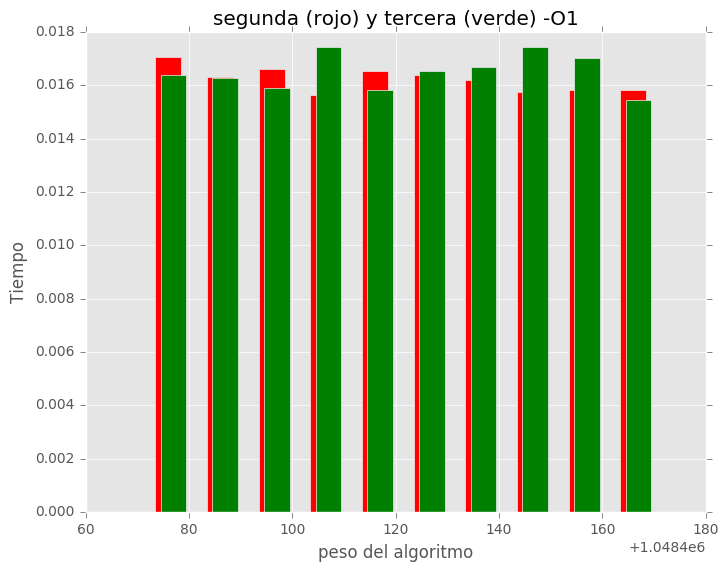 segunda (rojo) y tercera (verde) -O1
0.018
0.016
0.014
0.012
0.010
0.008
0.006
0.004
0.002
0.000
Tiempo
60 80 100 120 140 160 180
+1.0484e6
peso del algoritmo